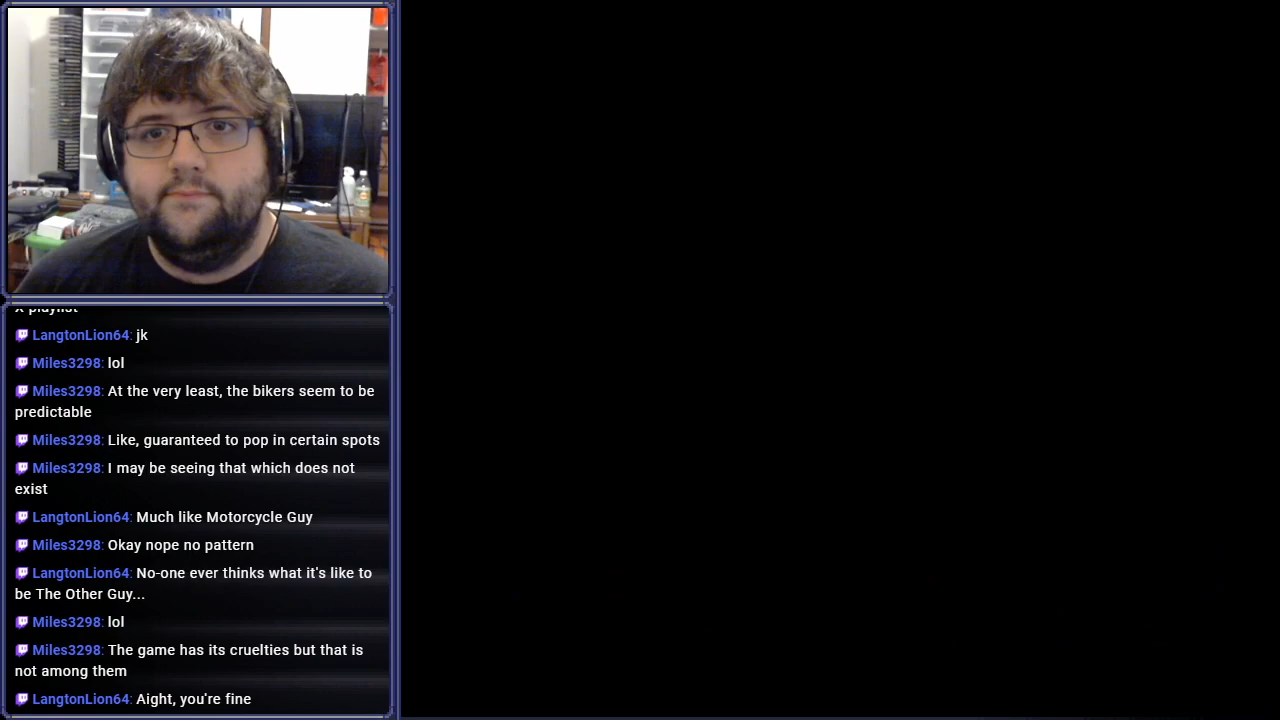 X playlist
LangtonLion64: jk
Miles3298: lol
Miles3298: At the very least, the bikers seem to be
predictable
Miles3298: Like, guaranteed to pop in certain spots
Miles3298: I may be seeing that which does not
exist
LangtonLion64: Much like Motorcycle Guy
Miles3298: Okay nope no pattern
LangtonLion64: No-one ever thinks what it's like to
be The Other Guy...
Miles3298: lol
Miles3298: The game has its cruelties but that is
not among them
LangtonLion64: Aight, you're fine